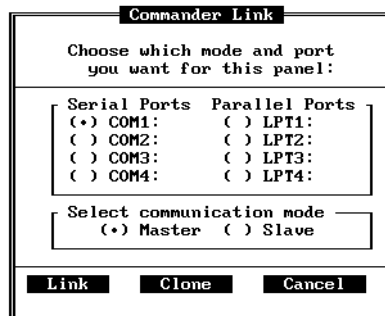 Commander Link
Choose which mode and port
you want for this panel:
Serial Ports Parallel Ports
(•) COM1: ( ) LPT1:
( ) COM2: ( ) LPT2:
( ) COM3: ( ) LPT3:
( ) COM4: ( ) LPT4:
Select communication mode
(•) Master ( ) Slave
Link Clone Cancel